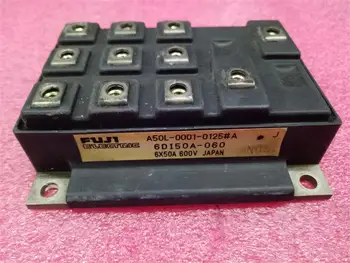 FUJI A50L-0001-0125#A J
ELECTRIC 6DI50A-060
6X50A 600V JAPAN